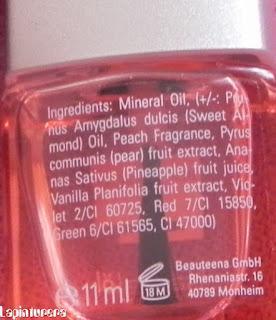 Ingredients: Mineral Oil, (+/-: Pru-
nus Amygdalus dulcis (Sweet Al-
mond) Oil, Peach Fragrance, Pyrus
communis (pear) fruit extract, Ana-
nas Sativus (Pineapple) fruit juice,
Vanilla Planifolia fruit extract, Vio-
let 2/CI 60725, Red 7/CI 15850,
Green 6/CI 61565, CI 47000)
e 11 ml
18 M
Beauteena GmbH
Rhenaniastr. 16
40789 Monheim
Lapinturera